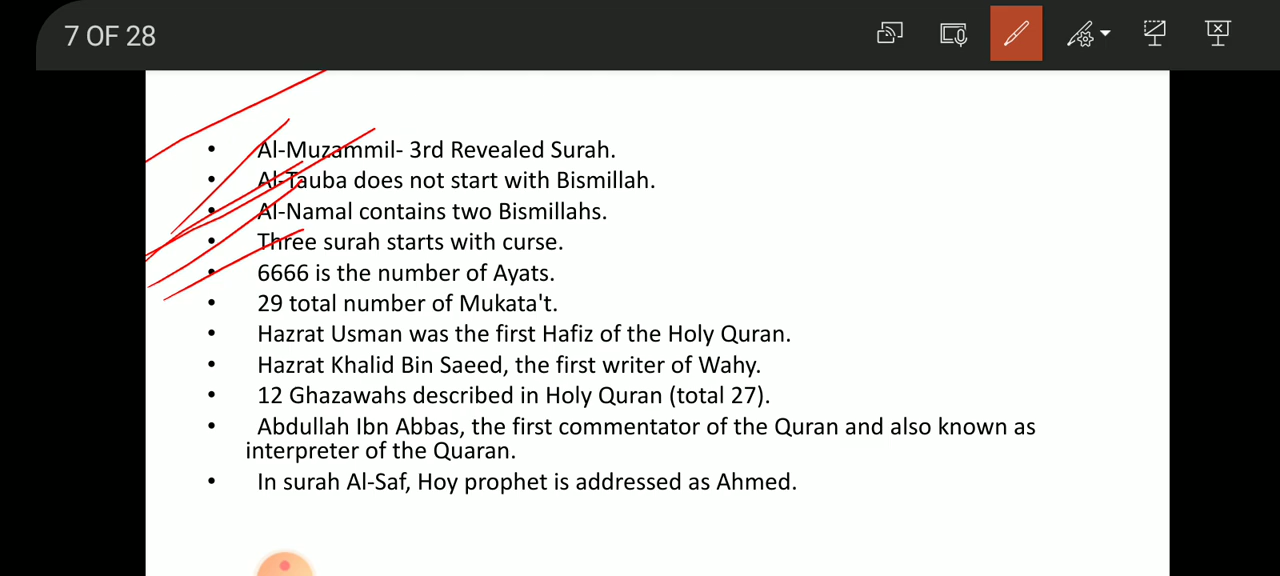 7 OF 28
• Al-Muzammil- 3rd Revealed Surah.
• Al-Tauba does not start with Bismillah.
• Al-Namal contains two Bismillahs.
• Three surah starts with curse.
• 6666 is the number of Ayats.
• 29 total number of Mukata't.
• Hazrat Usman was the first Hafiz of the Holy Quran.
• Hazrat Khalid Bin Saeed, the first writer of Wahy.
• 12 Ghazawahs described in Holy Quran (total 27).
• Abdullah Ibn Abbas, the first commentator of the Quran and also known as
interpreter of the Quaran.
• In surah Al-Saf, Hoy prophet is addressed as Ahmed.